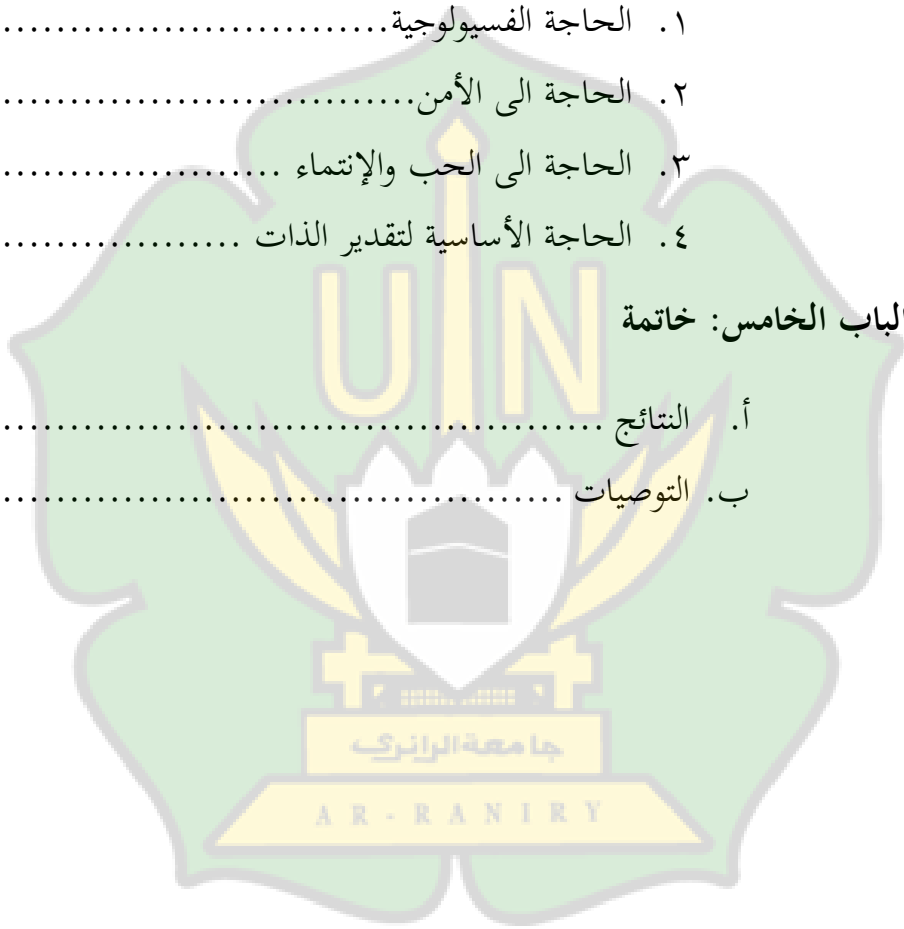 ١. الحاجة الفسيولوجية.............................
٢. الحاجة الى الأمن................................
٣. الحاجة الى الحب والإنتماء .....................
٤. الحاجة الأساسية لتقدير الذات ..................
الباب الخامس: خاتمة
أ. النتائج .............................................
ب. التوصيات ..........................................
UIN
جامعة الرانري
AR-RANIRY